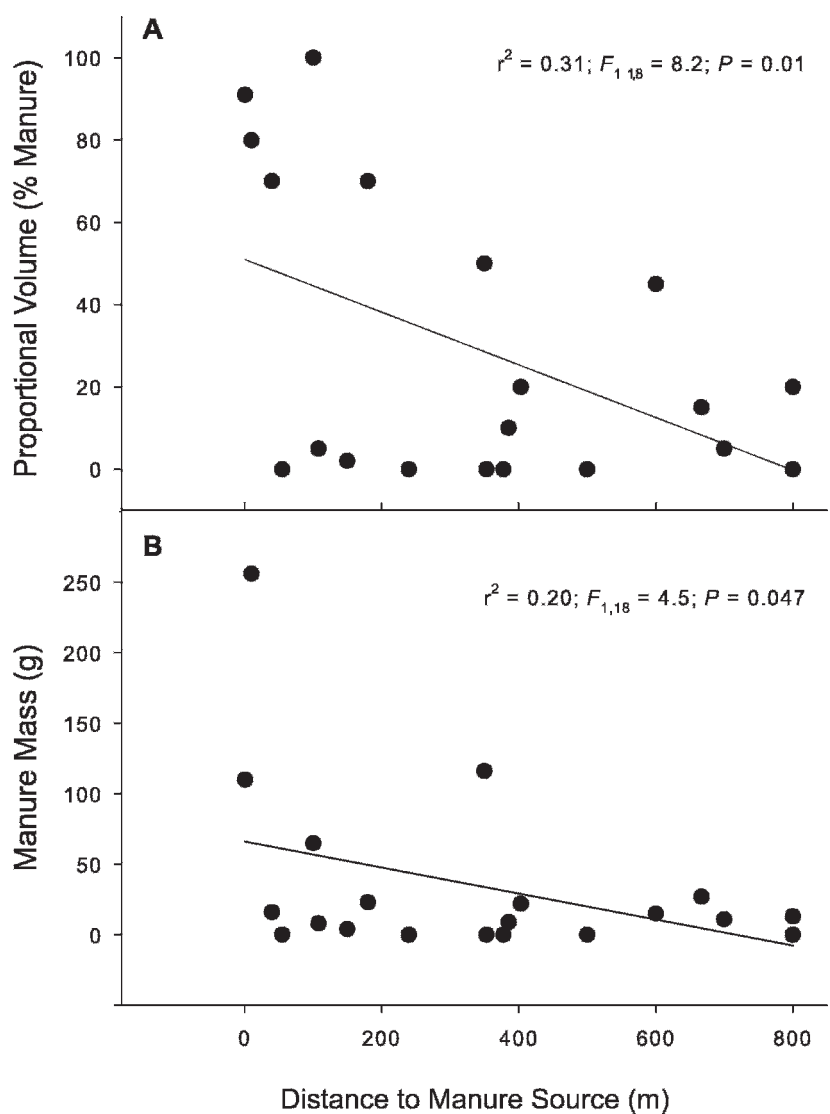 A
r² = 0.31; F₁ ₁,₈ = 8.2; P = 0.01
Proportional Volume (% Manure)
100
80
60
40
20
0
B
r² = 0.20; F₁,₁₈ = 4.5; P = 0.047
Manure Mass (g)
250
200
150
100
50
0
0 200 400 600 800
Distance to Manure Source (m)